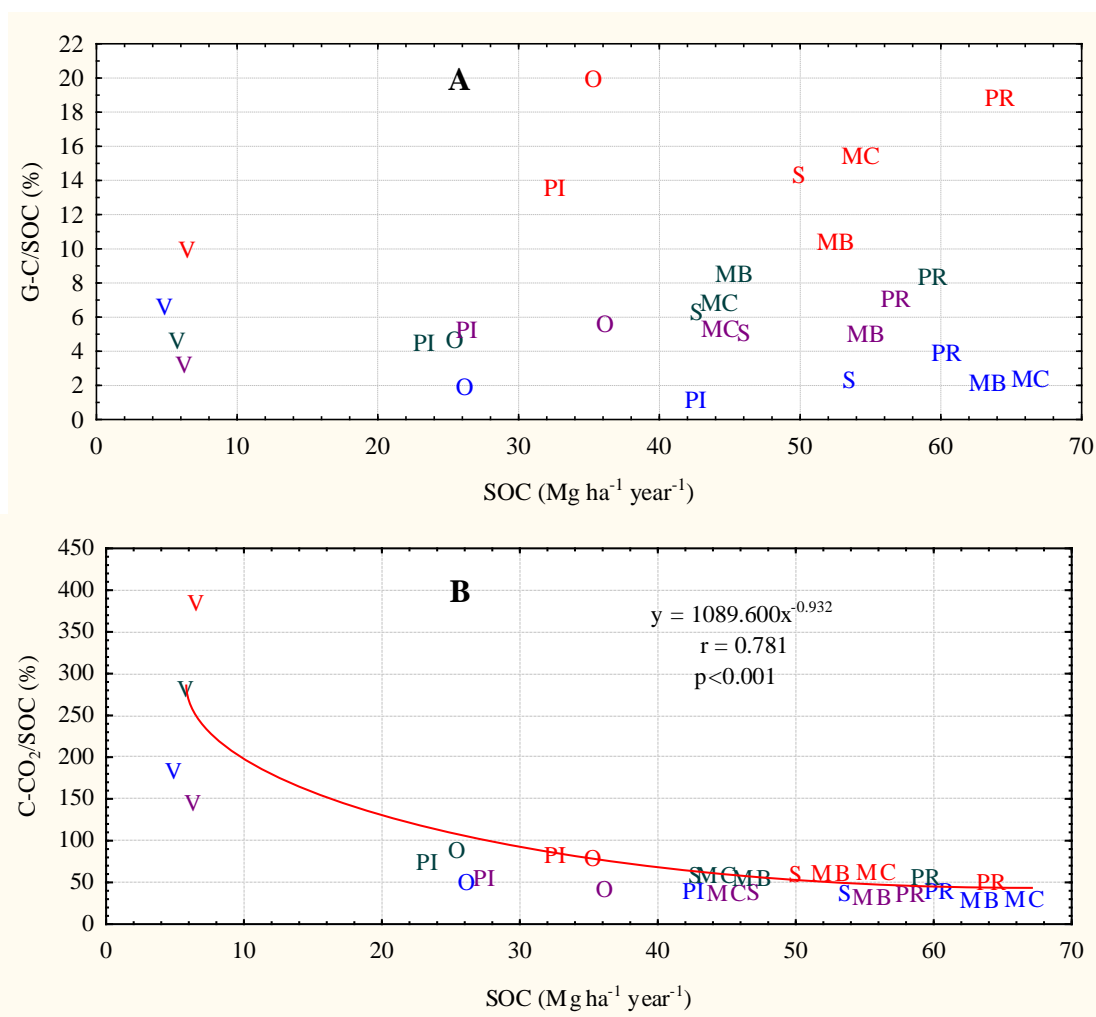 22
20
18
16
14
12
10
8
6
4
2
0
G-C/SOC (%)
A
O
PR
MC
S
PI
MB
V
V
V
V
MB
PR
MC
S
PR
PI
PI
O
O
MC
S
MB
PR
O
S
MB
MC
PI
0 10 20 30 40 50 60 70
SOC (Mg ha-1 year-1)
450
400
350
300
250
200
150
100
50
0
C-CO2/SOC (%)
B
y = 1089.600x-0.932
r = 0.781
p<0.001
V
V
V
V
PI
O
O
PI
PI
O
O
S
MC
MB
PI
MC
S
S
MB
MC
S
MB
PR
PR
PR
PR
MB
MC
0 10 20 30 40 50 60 70
SOC (Mg ha-1 year-1)